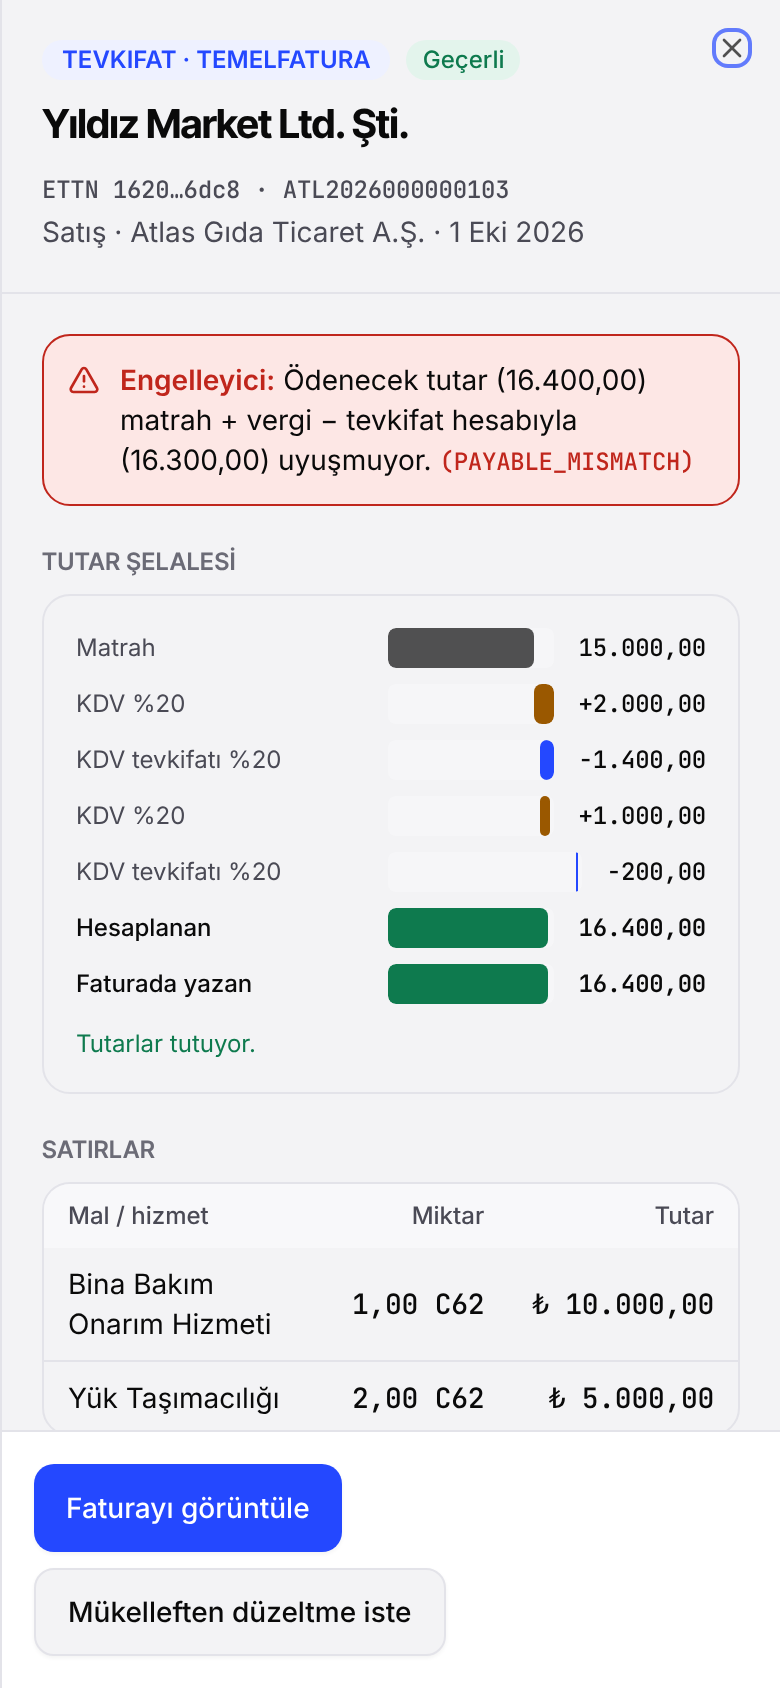 TEVKIFAT · TEMELFATURA
Geçerli
Yıldız Market Ltd. Şti.
ETTN 1620…6dc8 · ATL2026000000103
Satış · Atlas Gıda Ticaret A.Ş. · 1 Eki 2026
Engelleyici: Ödenecek tutar (16.400,00)
matrah + vergi − tevkifat hesabıyla
(16.300,00) uyuşmuyor. (PAYABLE_MISMATCH)
TUTAR ŞELALESİ
Matrah 15.000,00
KDV %20 +2.000,00
KDV tevkifatı %20 -1.400,00
KDV %20 +1.000,00
KDV tevkifatı %20 -200,00
Hesaplanan 16.400,00
Faturada yazan 16.400,00
Tutarlar tutuyor.
SATIRLAR
Mal / hizmet Miktar Tutar
Bina Bakım
Onarım Hizmeti 1,00 C62 ₺ 10.000,00
Yük Taşımacılığı 2,00 C62 ₺ 5.000,00
Faturayı görüntüle
Mükelleften düzeltme iste